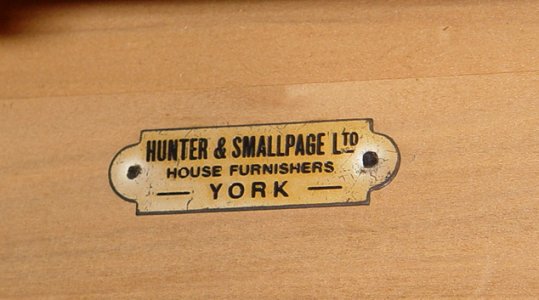 HUNTER & SMALLPAGE LTD
HOUSE FURNISHERS
— YORK —